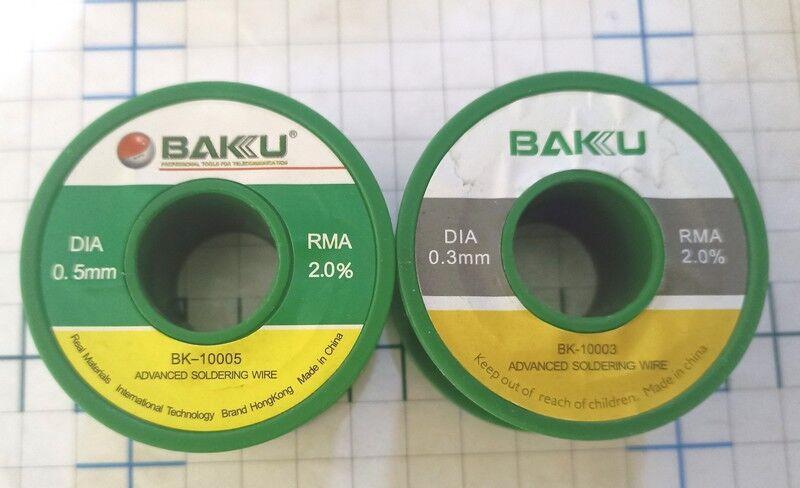 BAKU®
PROFESSIONAL TOOLS FOR TELECOMMUNICATION
DIA
0.5mm
RMA
2.0%
BK-10005
ADVANCED SOLDERING WIRE
Real Materials International Technology Brand HongKong Made in China
BAKU
DIA
0.3mm
RMA
2.0%
BK-10003
ADVANCED SOLDERING WIRE
Keep out of reach of children. Made in china